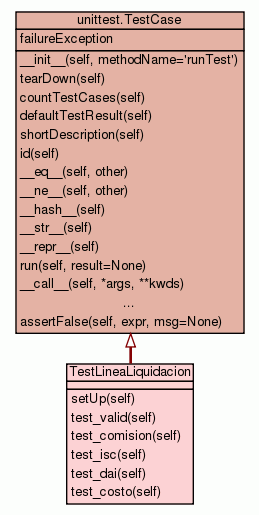 unittest.TestCase
failureException
__init__(self, methodName='runTest')
tearDown(self)
countTestCases(self)
defaultTestResult(self)
shortDescription(self)
id(self)
__eq__(self, other)
__ne__(self, other)
__hash__(self)
__str__(self)
__repr__(self)
run(self, result=None)
__call__(self, *args, **kwds)
...
assertFalse(self, expr, msg=None)
TestLineaLiquidacion
setUp(self)
test_valid(self)
test_comision(self)
test_isc(self)
test_dai(self)
test_costo(self)